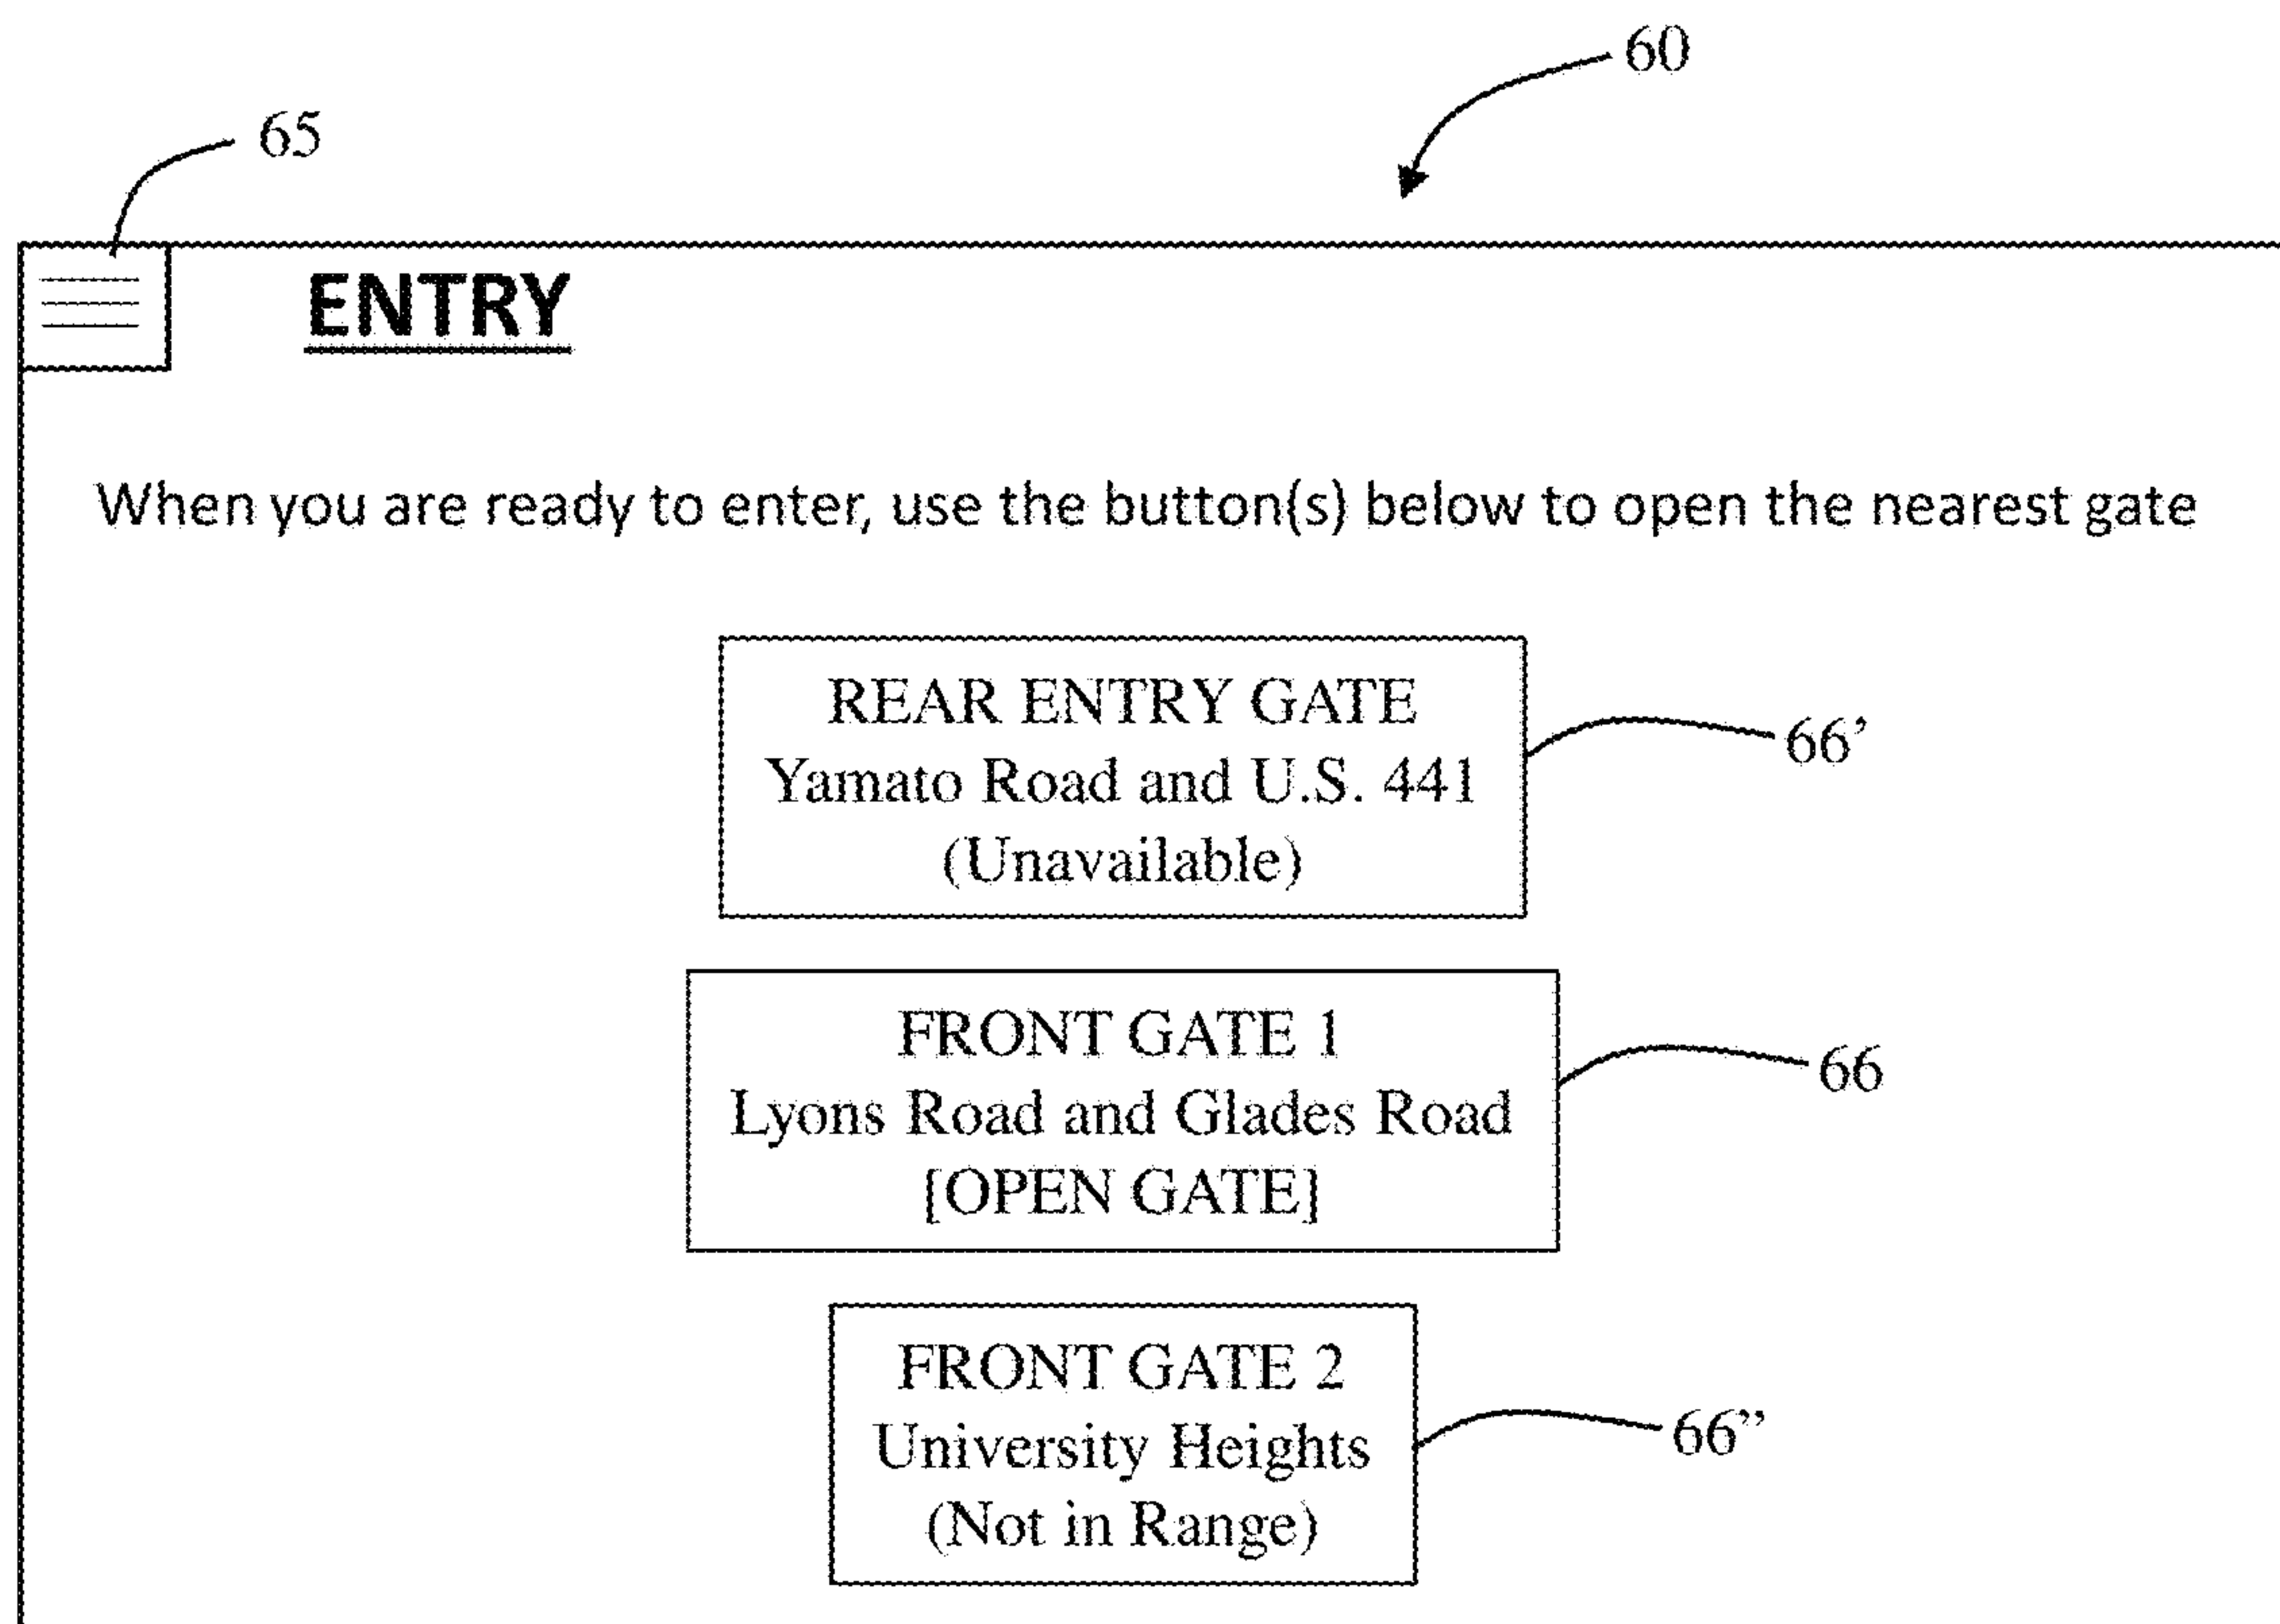 60
65
ENTRY
When you are ready to enter, use the button(s) below to open the nearest gate
REAR ENTRY GATE
Yamato Road and U.S. 441
(Unavailable)
66’
FRONT GATE 1
Lyons Road and Glades Road
[OPEN GATE]
66
FRONT GATE 2
University Heights
(Not in Range)
66”